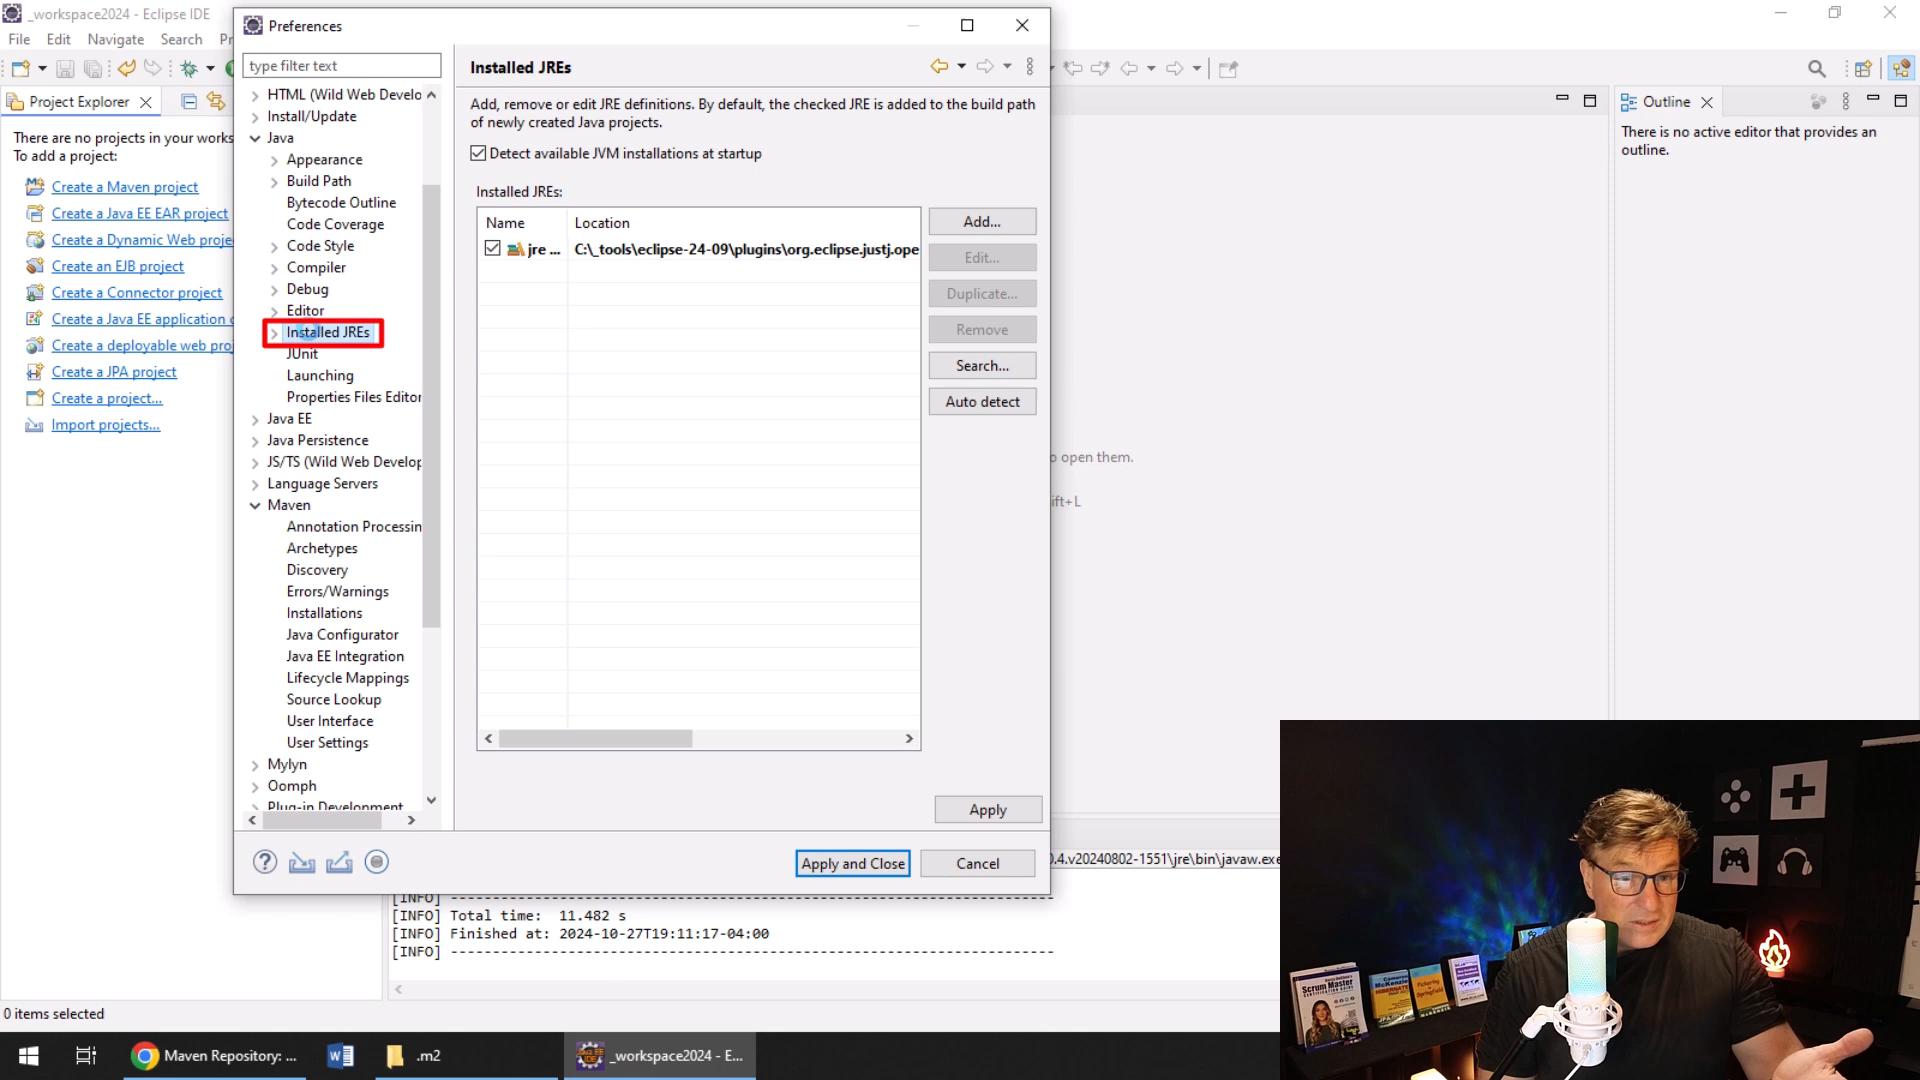 _workspace2024 - Eclipse IDE
File Edit Navigate Search Pr
Project Explorer
There are no projects in your works
To add a project:
Create a Maven project
Create a Java EE EAR project
Create a Dynamic Web proje
Create an EJB project
Create a Connector project
Create a Java EE application c
Create a deployable web proj
Create a JPA project
Create a project...
Import projects...
0 items selected
Preferences
type filter text
HTML (Wild Web Develo
Install/Update
Java
Appearance
Build Path
Bytecode Outline
Code Coverage
Code Style
Compiler
Debug
Editor
Installed JREs
JUnit
Launching
Properties Files Editor
Java EE
Java Persistence
JS/TS (Wild Web Develop
Language Servers
Maven
Annotation Processin
Archetypes
Discovery
Errors/Warnings
Installations
Java Configurator
Java EE Integration
Lifecycle Mappings
Source Lookup
User Interface
User Settings
Mylyn
Oomph
Plug-in Development
Installed JREs
Add, remove or edit JRE definitions. By default, the checked JRE is added to the build path
of newly created Java projects.
Detect available JVM installations at startup
Installed JREs:
Name Location
jre ... C:\_tools\eclipse-24-09\plugins\org.eclipse.justj.ope
Add...
Edit...
Duplicate...
Remove
Search...
Auto detect
Apply
Apply and Close Cancel
o open them.
ift+L
Outline
There is no active editor that provides an
outline.
0.4.v20240802-1551\jre\bin\javaw.exe
[INFO] ------------------------------------------------------------------------
[INFO] Total time:  11.482 s
[INFO] Finished at: 2024-10-27T19:11:17-04:00
[INFO] ------------------------------------------------------------------------
Scrum Master
HIBERNATE
Maven Repository: ...
.m2
_workspace2024 - E...